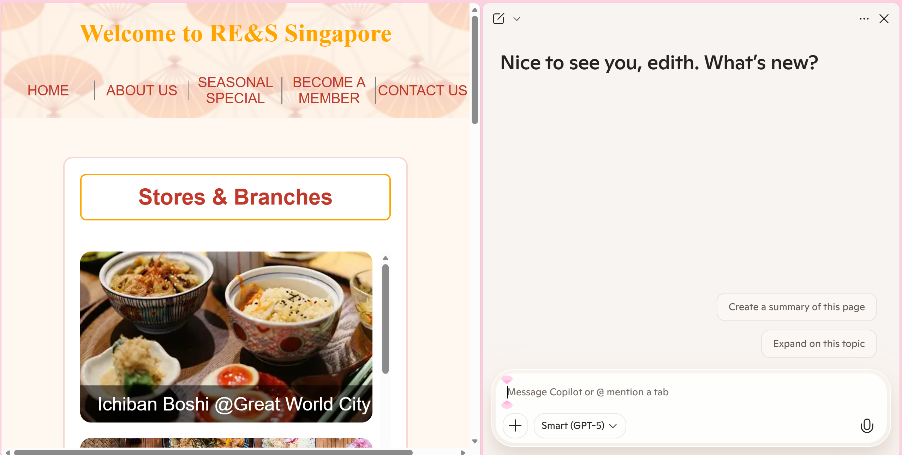 Welcome to RE&S Singapore
HOME
ABOUT US
SEASONAL
SPECIAL
BECOME A
MEMBER
CONTACT US
Stores & Branches
Ichiban Boshi @Great World City
Nice to see you, edith. What's new?
Create a summary of this page
Expand on this topic
Message Copilot or @ mention a tab
Smart (GPT-5)